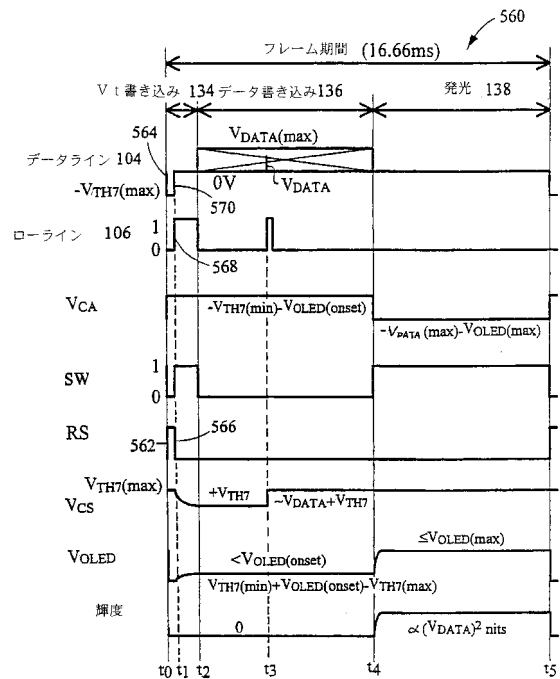 560
フレーム期間 (16.66ms)
Vt書き込み 134 データ書き込み136 発光 138
564
VDATA(max)
データライン 104
0V
VDATA
-VTH7(max)
570
ローライン 106
1
0
568
VCA
-VTH7(min)-VOLED(onset)
-VDATA(max)-VOLED(max)
SW
1
0
RS
566
562
VTH7(max)
VCS
+VTH7
~VDATA+VTH7
VOLED
<VOLED(onset)
≤VOLED(max)
VTH7(min)+VOLED(onset)-VTH7(max)
輝度
0
∝(VDATA)² nits
t0 t1 t2 t3 t4 t5